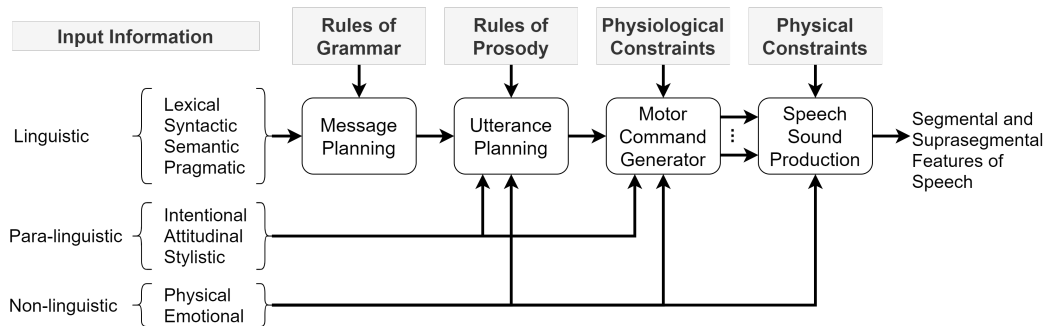 Input Information
Rules of
Grammar
Rules of
Prosody
Physiological
Constraints
Physical
Constraints
Linguistic
Lexical
Syntactic
Semantic
Pragmatic
Message
Planning
Utterance
Planning
Motor
Command
Generator
Speech
Sound
Production
Segmental and
Suprasegmental
Features of
Speech
Para-linguistic
Intentional
Attitudinal
Stylistic
Non-linguistic
Physical
Emotional